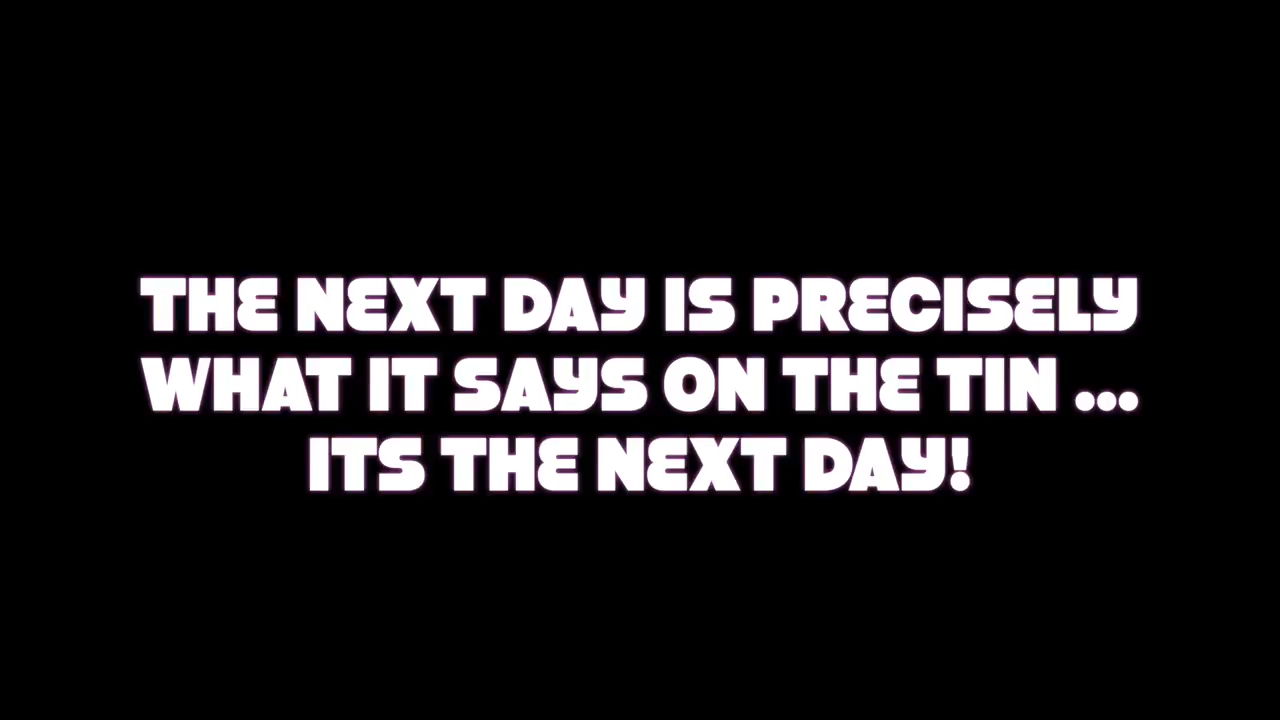 THE NEXT DAY IS PRECISELY
WHAT IT SAYS ON THE TIN ...
ITS THE NEXT DAY!